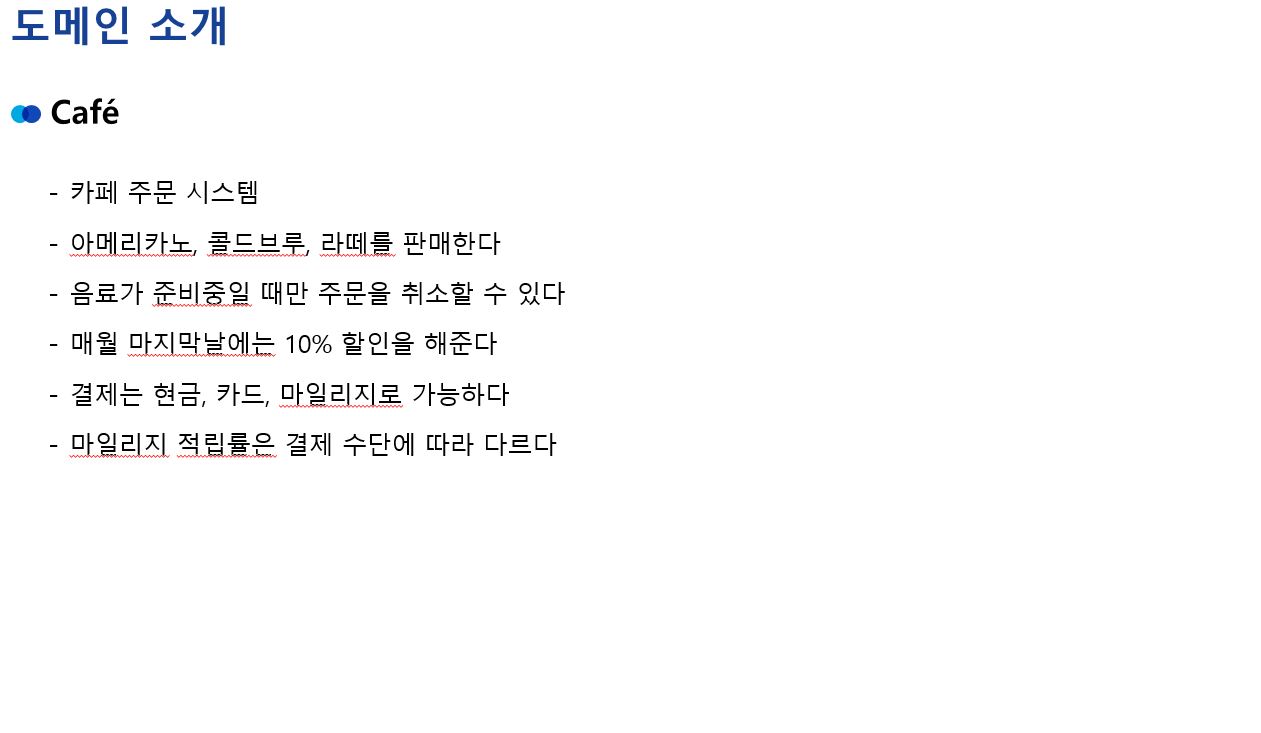 도메인 소개
Café
- 카페 주문 시스템
- 아메리카노, 콜드브루, 라떼를 판매한다
- 음료가 준비중일 때만 주문을 취소할 수 있다
- 매월 마지막날에는 10% 할인을 해준다
- 결제는 현금, 카드, 마일리지로 가능하다
- 마일리지 적립률은 결제 수단에 따라 다르다